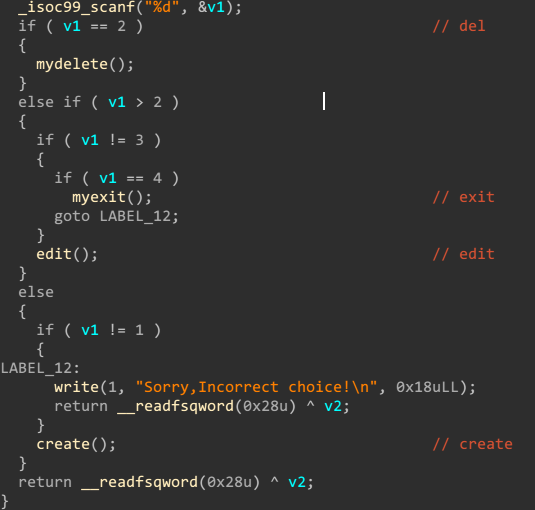 _isoc99_scanf("%d", &v1);
  if ( v1 == 2 )                                // del
  {
    mydelete();
  }
  else if ( v1 > 2 )
  {
    if ( v1 != 3 )
    {
      if ( v1 == 4 )
        myexit();                               // exit
      goto LABEL_12;
    }
    edit();                                     // edit
  }
  else
  {
    if ( v1 != 1 )
    {
LABEL_12:
      write(1, "Sorry,Incorrect choice!\n", 0x18uLL);
      return __readfsqword(0x28u) ^ v2;
    }
    create();                                   // create
  }
  return __readfsqword(0x28u) ^ v2;
}